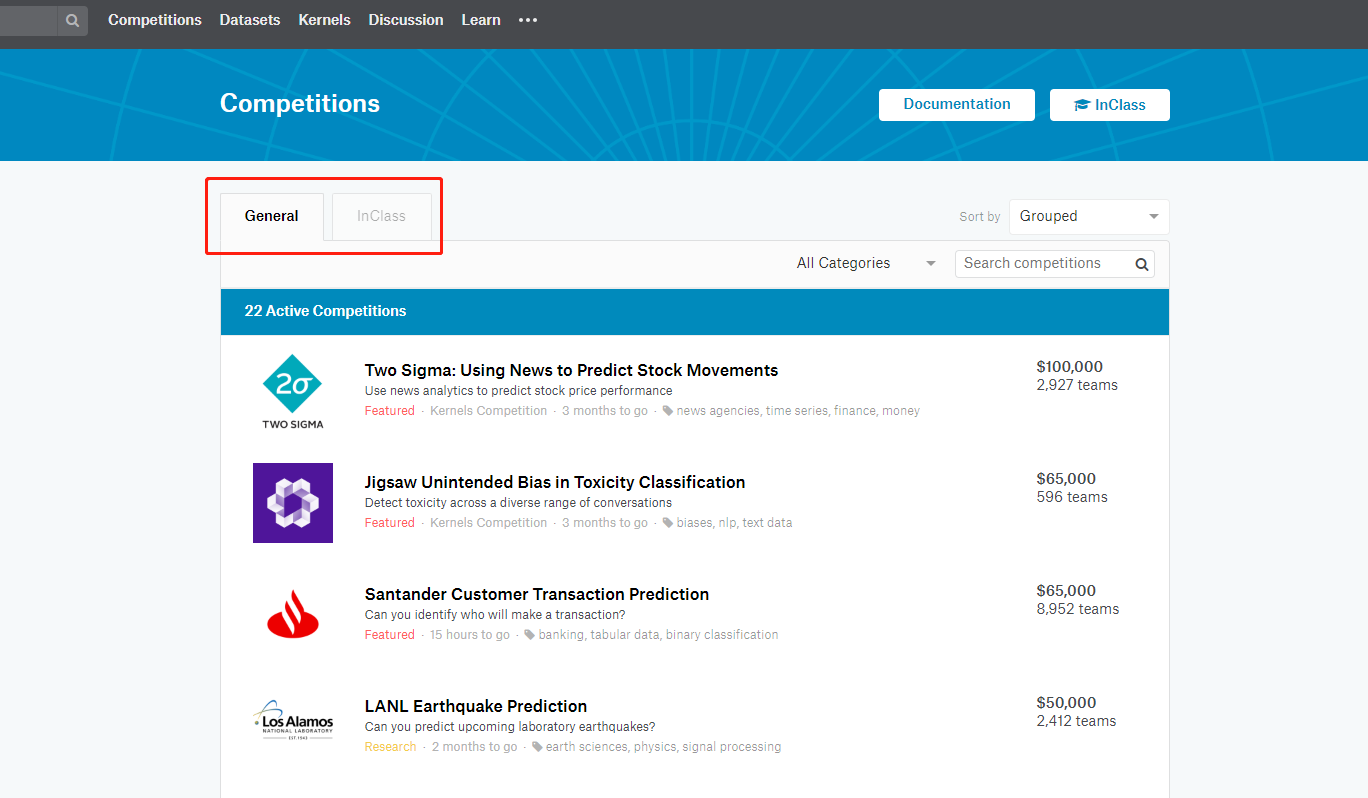 Competitions Datasets Kernels Discussion Learn •••
Competitions
Documentation
InClass
General
InClass
Sort by
Grouped
All Categories
Search competitions
22 Active Competitions
2σ
TWO SIGMA
Two Sigma: Using News to Predict Stock Movements
Use news analytics to predict stock price performance
Featured · Kernels Competition · 3 months to go · news agencies, time series, finance, money
$100,000
2,927 teams
Jigsaw Unintended Bias in Toxicity Classification
Detect toxicity across a diverse range of conversations
Featured · Kernels Competition · 3 months to go · biases, nlp, text data
$65,000
596 teams
Santander Customer Transaction Prediction
Can you identify who will make a transaction?
Featured · 15 hours to go · banking, tabular data, binary classification
$65,000
8,952 teams
Los Alamos
NATIONAL LABORATORY
EST. 1943
LANL Earthquake Prediction
Can you predict upcoming laboratory earthquakes?
Research · 2 months to go · earth sciences, physics, signal processing
$50,000
2,412 teams